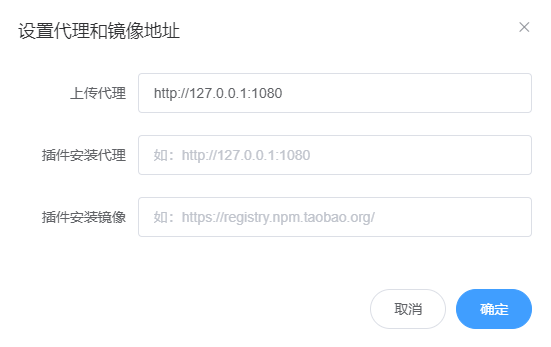 设置代理和镜像地址
上传代理 http://127.0.0.1:1080
插件安装代理 如：http://127.0.0.1:1080
插件安装镜像 如：https://registry.npm.taobao.org/
取消 确定